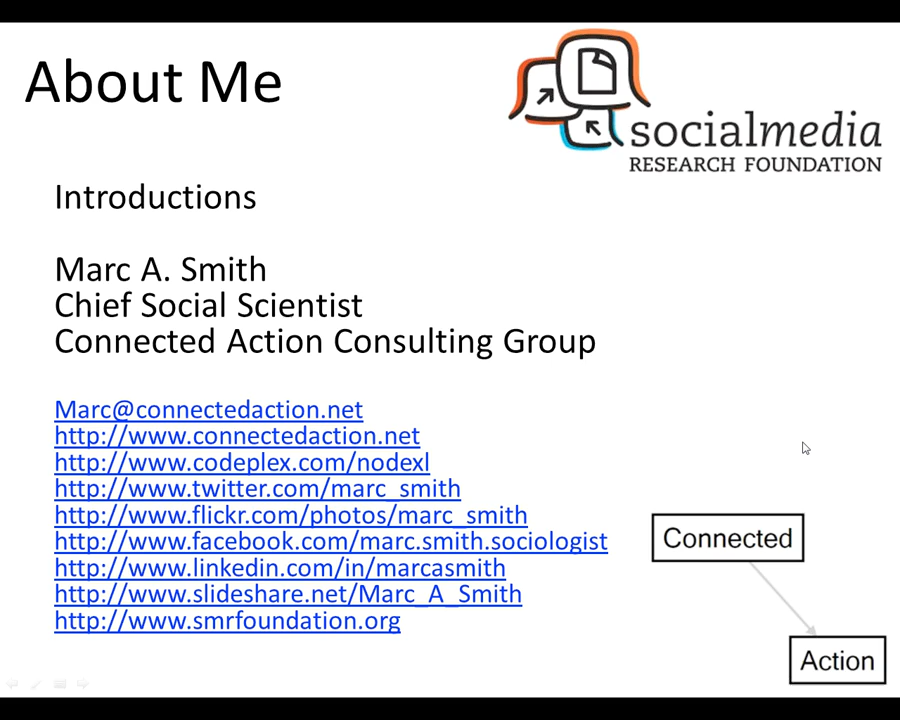 About Me
socialmedia
RESEARCH FOUNDATION
Introductions
Marc A. Smith
Chief Social Scientist
Connected Action Consulting Group
Marc@connectedaction.net
http://www.connectedaction.net
http://www.codeplex.com/nodexl
http://www.twitter.com/marc_smith
http://www.flickr.com/photos/marc_smith
http://www.facebook.com/marc.smith.sociologist
http://www.linkedin.com/in/marcasmith
http://www.slideshare.net/Marc_A_Smith
http://www.smrfoundation.org
Connected
Action